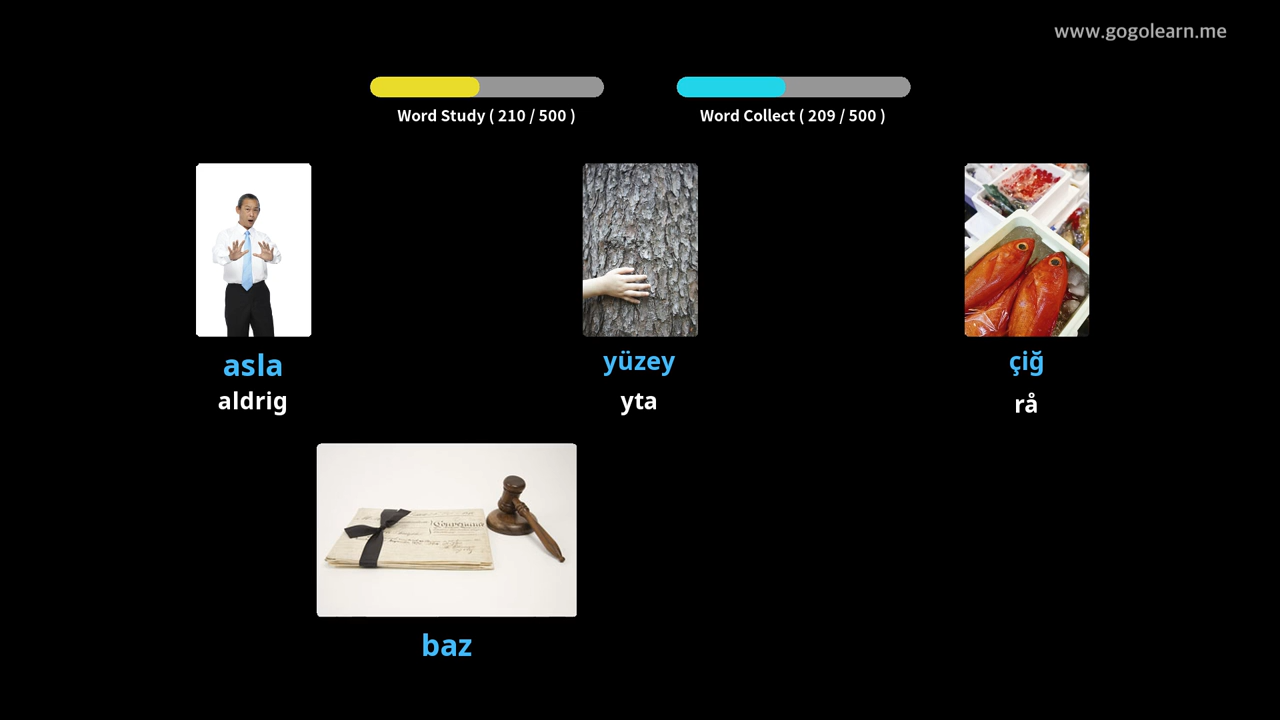 www.gogolearn.me
Word Study ( 210 / 500 )
Word Collect ( 209 / 500 )
asla
aldrig
yüzey
yta
çiğ
rå
baz